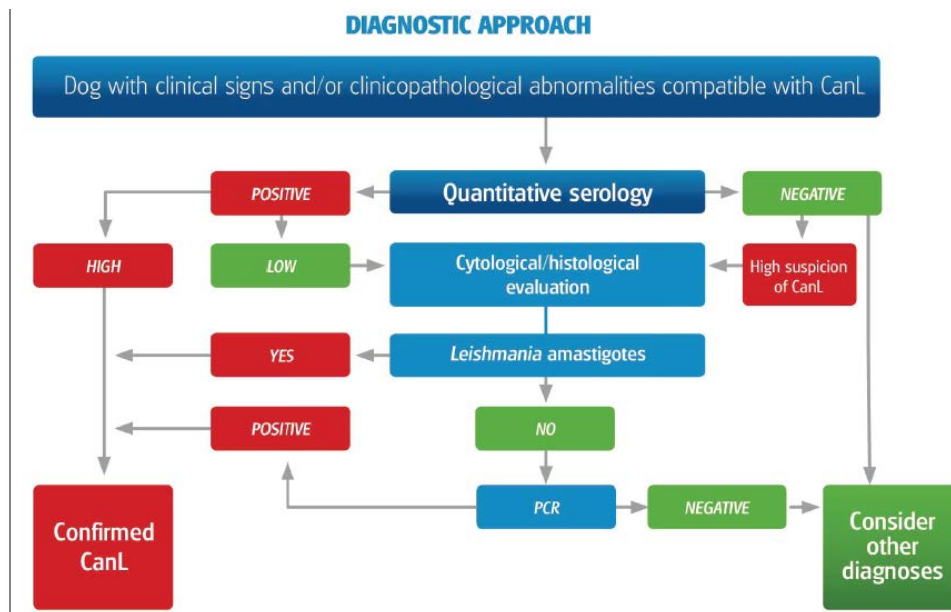 DIAGNOSTIC APPROACH
Dog with clinical signs and/or clinicopathological abnormalities compatible with CanL
POSITIVE
Quantitative serology
NEGATIVE
HIGH
LOW
Cytological/histological
evaluation
High suspicion
of CanL
YES
Leishmania amastigotes
POSITIVE
NO
Confirmed
CanL
PCR
NEGATIVE
Consider
other
diagnoses